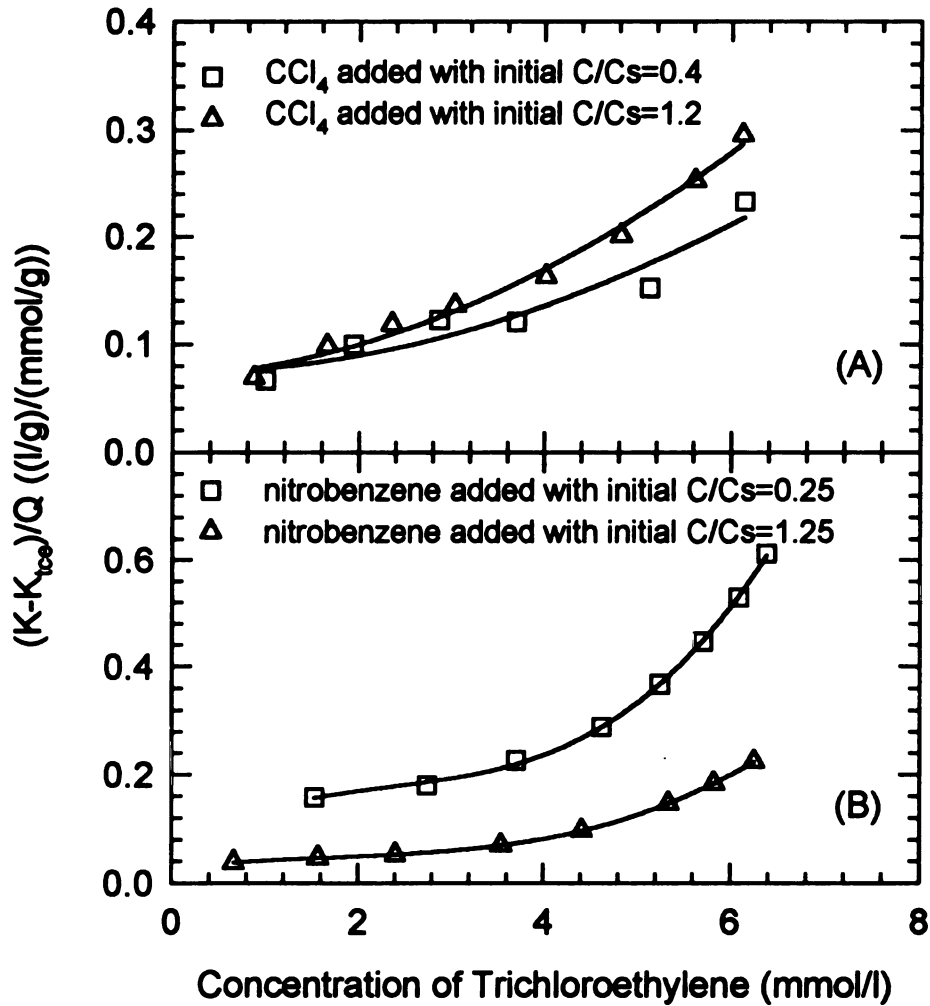 0.4
CCl4 added with initial C/Cs=0.4
CCl4 added with initial C/Cs=1.2
0.3
0.2
0.1
(A)
0.0
nitrobenzene added with initial C/Cs=0.25
nitrobenzene added with initial C/Cs=1.25
0.6
0.4
0.2
(B)
0.0
0 2 4 6 8
Concentration of Trichloroethylene (mmol/l)
(K-Ktce)/Q ((l/g)/(mmol/g))